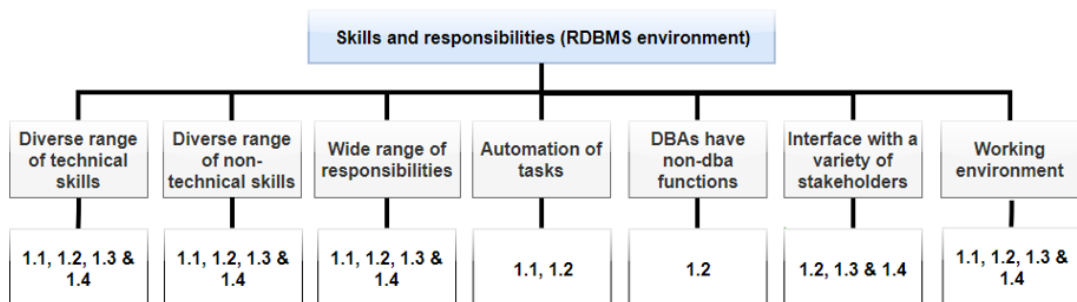 Skills and responsibilities (RDBMS environment)
Diverse range
of technical
skills
Diverse range
of non-
technical skills
Wide range of
responsibilities
Automation of
tasks
DBAs have
non-dba
functions
Interface with a
variety of
stakeholders
Working
environment
1.1, 1.2, 1.3 &
1.4
1.1, 1.2, 1.3 &
1.4
1.1, 1.2, 1.3 &
1.4
1.1, 1.2
1.2
1.2, 1.3 & 1.4
1.1, 1.2, 1.3 &
1.4